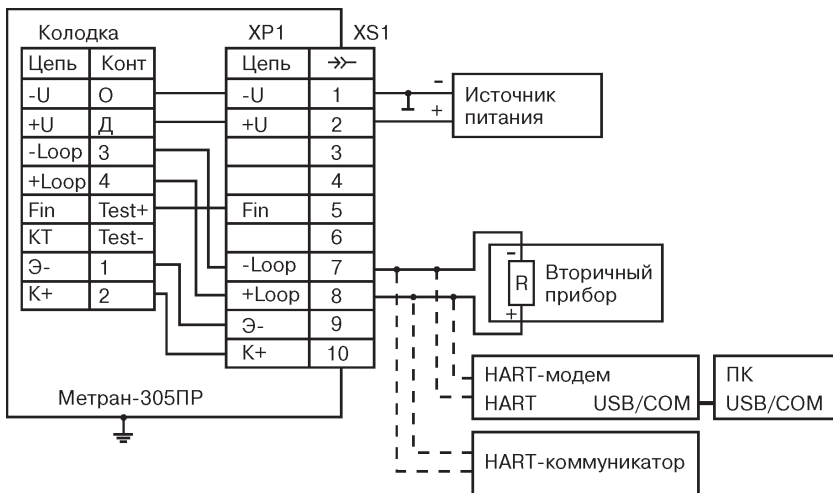 Колодка
Цепь Конт
-U О
+U Д
-Loop 3
+Loop 4
Fin Test+
КТ Test-
Э- 1
К+ 2
XP1 XS1
Цепь
-U 1
+U 2
3
4
Fin 5
6
-Loop 7
+Loop 8
Э- 9
К+ 10
Метран-305ПР
- +
Источник
питания
-
R
+
Вторичный
прибор
HART-модем
HART USB/COM
ПК
USB/COM
HART-коммуникатор